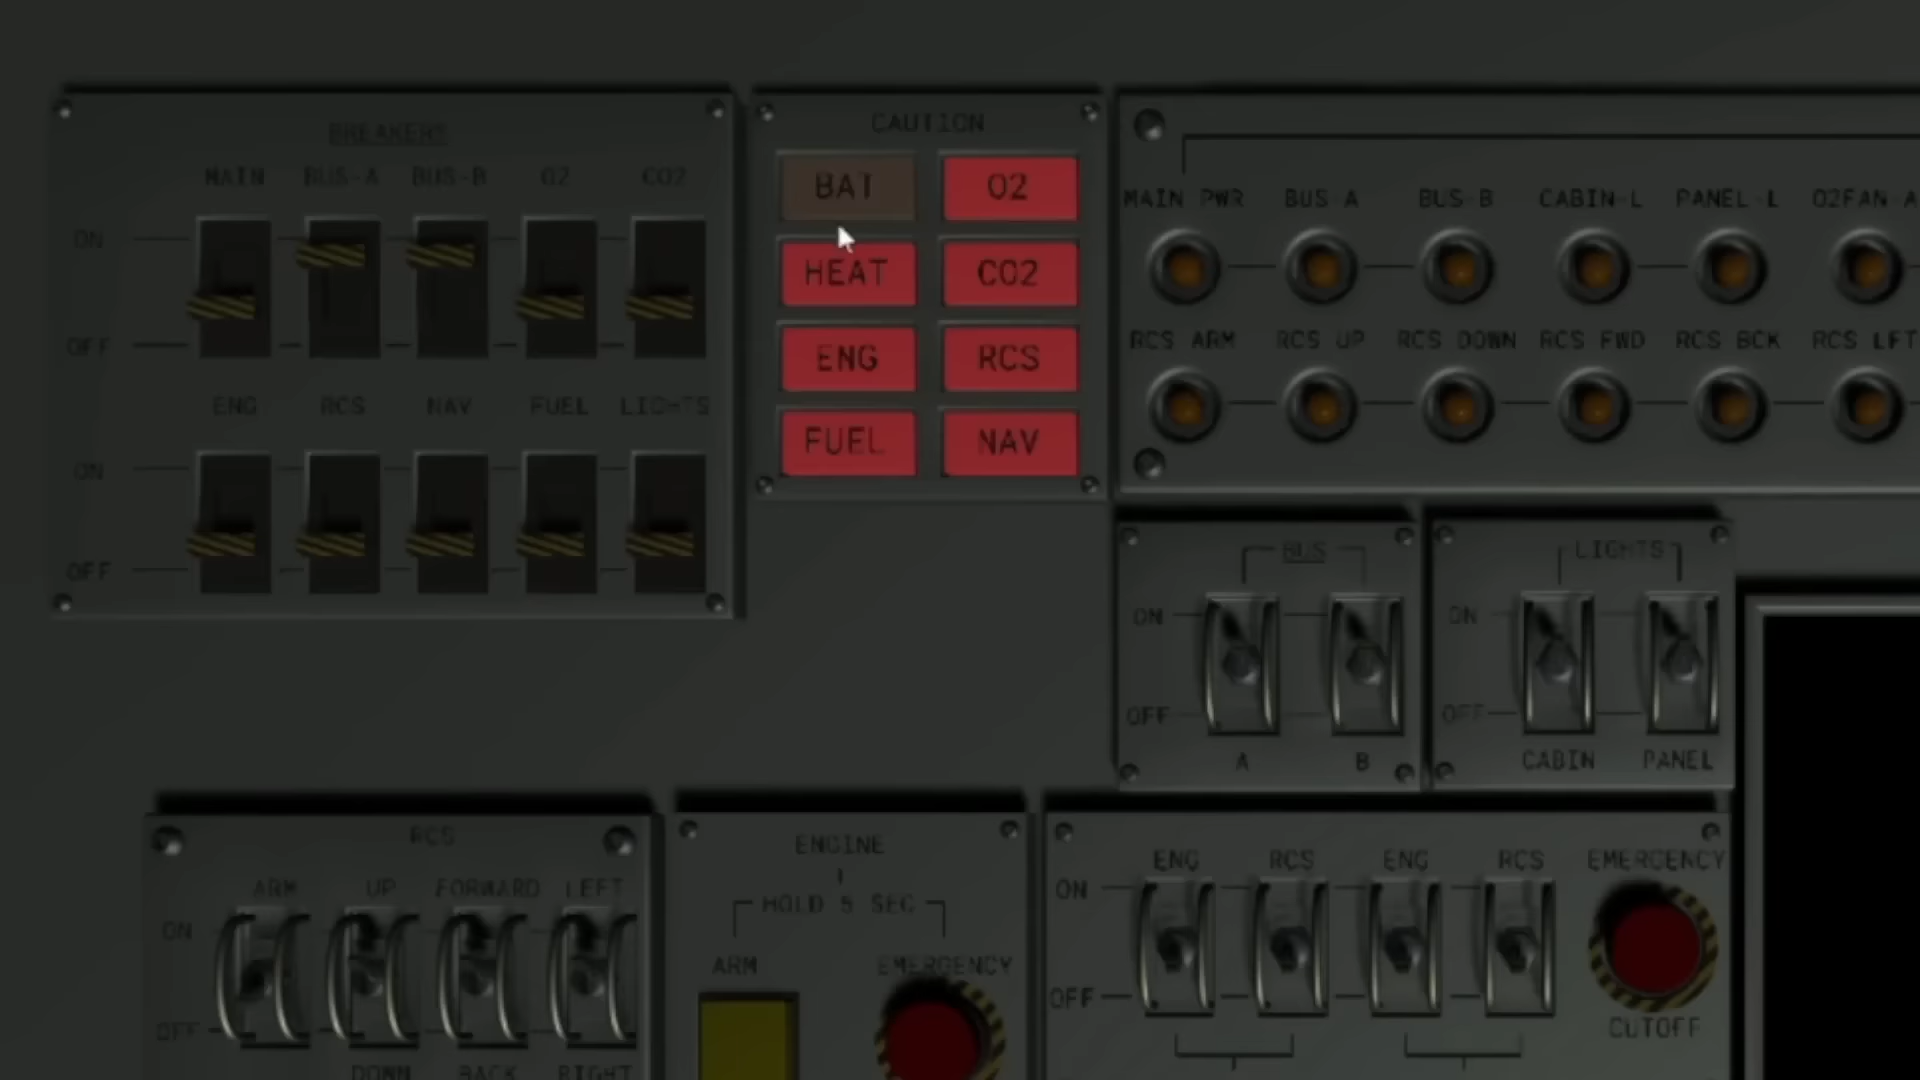 BREAKERS
MAIN BUS-A BUS-B O2 CO2
ON
OFF
ENG RCS NAV FUEL LIGHTS
ON
OFF
CAUTION
BAT O2
HEAT CO2
ENG RCS
FUEL NAV
MAIN PWR BUS-A BUS-B CABIN-L PANEL-L O2FAN-A
RCS ARM RCS UP RCS DOWN RCS FWD RCS BCK RCS LFT
BUS
ON
OFF
A B
LIGHTS
ON
OFF
CABIN PANEL
RCS
ARM UP FORWARD LEFT
ON
OFF
DOWN BACK RIGHT
ENGINE
HOLD 5 SEC
ARM EMERGENCY
ENG RCS ENG RCS EMERGENCY
ON
OFF
CUTOFF